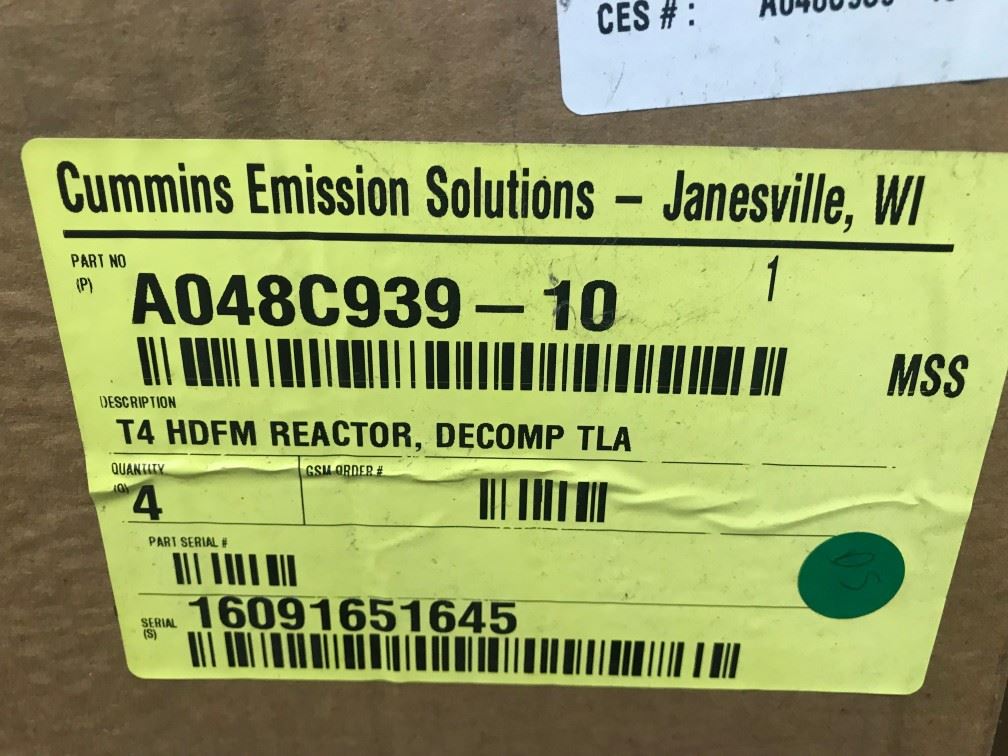 CES # :
Cummins Emission Solutions – Janesville, WI
PART NO
(P)
A048C939 – 10
1
MSS
DESCRIPTION
T4 HDFM REACTOR, DECOMP TLA
QUANTITY
(Q)
4
GSM ORDER #
PART SERIAL #
SERIAL
(S)
16091651645